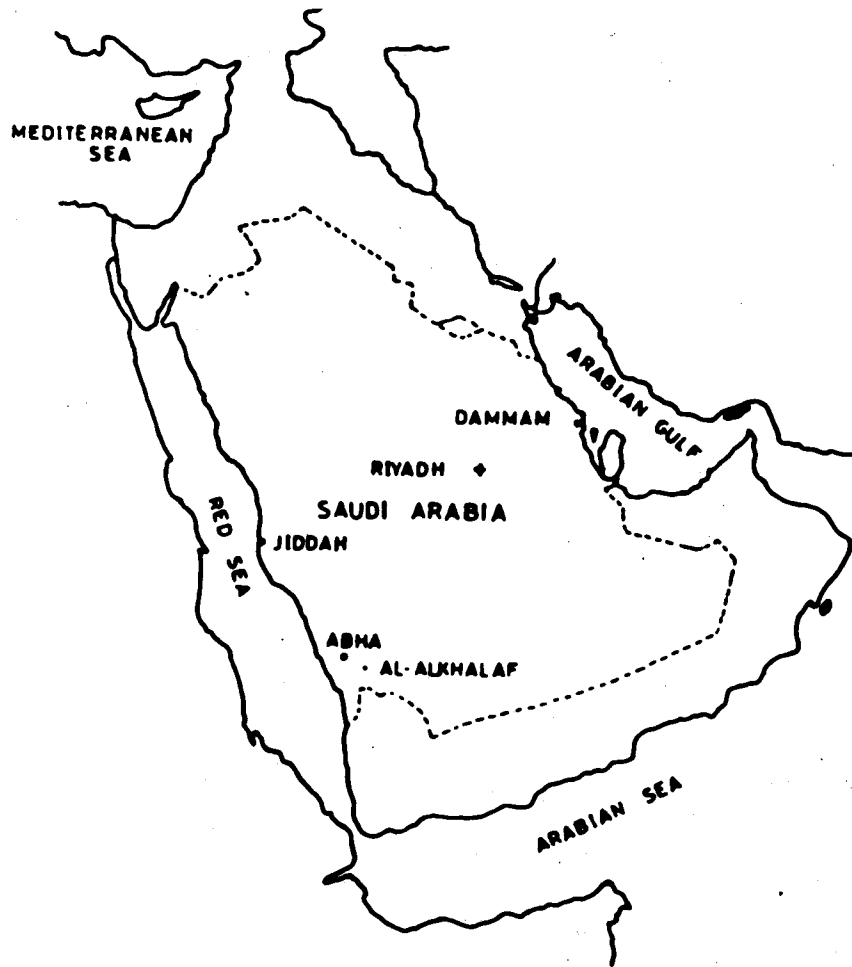 MEDITERRANEAN
SEA
ARABIAN GULF
DAMMAM
RIYADH
SAUDI ARABIA
RED SEA
JIDDAH
ABHA
AL-ALKHALAF
ARABIAN SEA